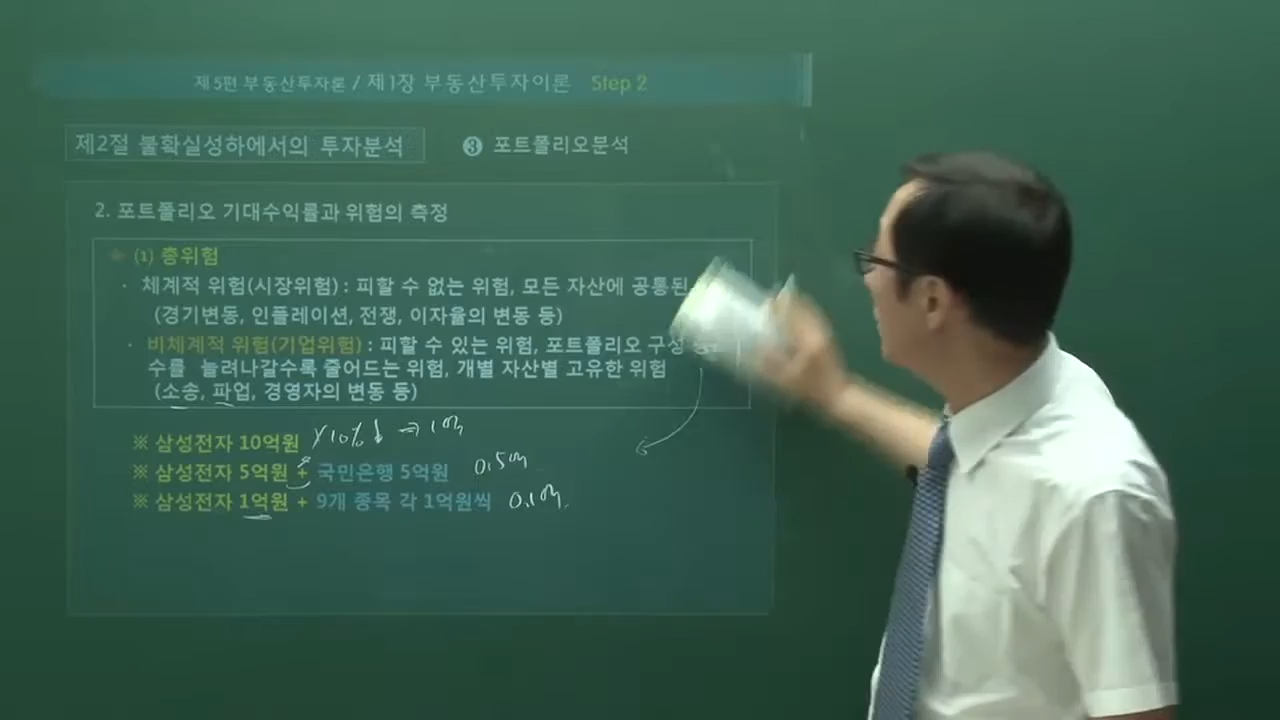 제5편 부동산투자론 / 제1장 부동산투자이론 Step 2
제2절 불확실성하에서의 투자분석 ❸ 포트폴리오분석
2. 포트폴리오 기대수익률과 위험의 측정
(1) 총위험
· 체계적 위험(시장위험) : 피할 수 없는 위험, 모든 자산에 공통된
(경기변동, 인플레이션, 전쟁, 이자율의 변동 등)
· 비체계적 위험(기업위험) : 피할 수 있는 위험, 포트폴리오 구성
수를 늘려나갈수록 줄어드는 위험, 개별 자산별 고유한 위험
(소송, 파업, 경영자의 변동 등)
※ 삼성전자 10억원 10%↓ ⇒ 1억
※ 삼성전자 5억원 + 국민은행 5억원 0.5억
※ 삼성전자 1억원 + 9개 종목 각 1억원씩 0.1억